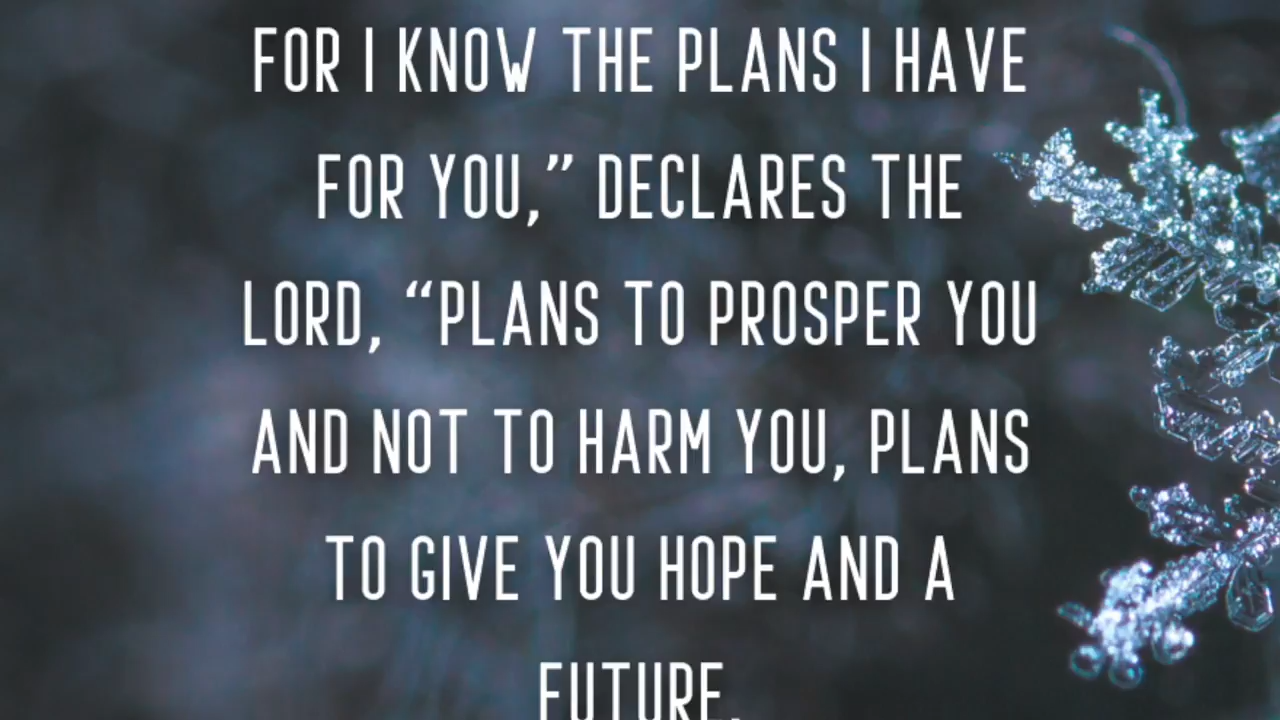 FOR I KNOW THE PLANS I HAVE
FOR YOU,” DECLARES THE
LORD, “PLANS TO PROSPER YOU
AND NOT TO HARM YOU, PLANS
TO GIVE YOU HOPE AND A
FUTURE.